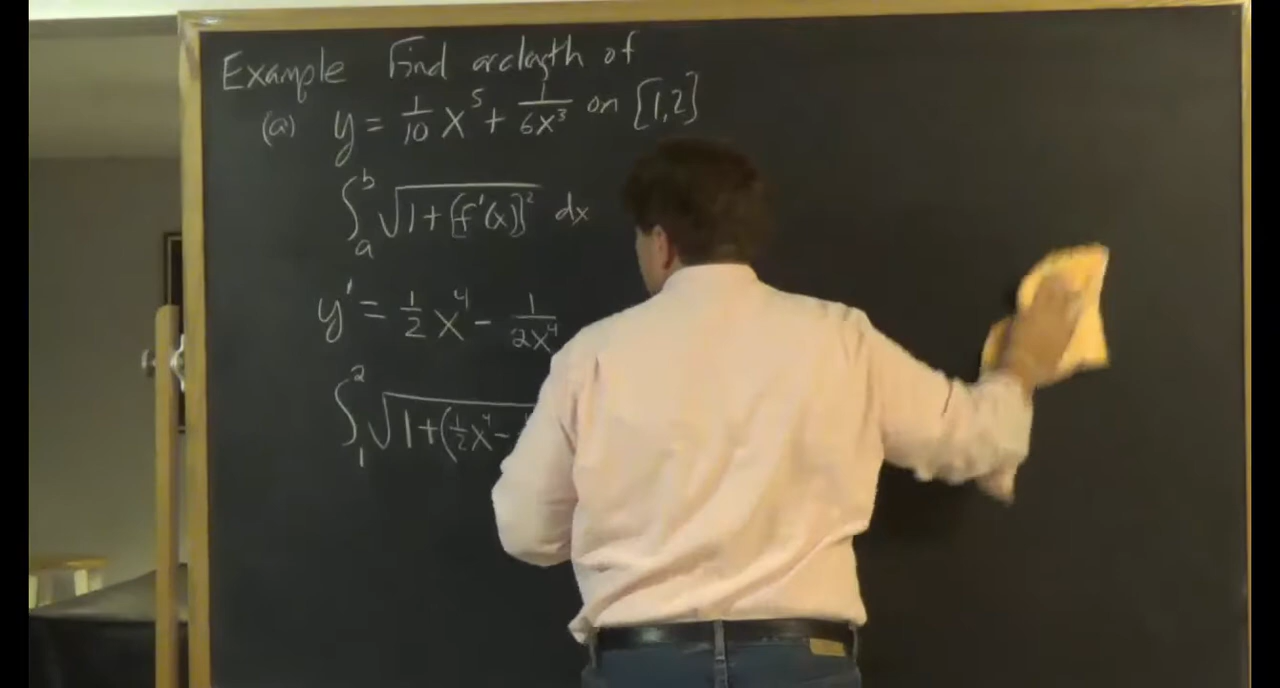 Example Find arclength of
(a) y = 1/10 x^5 + 1/(6x^3) on [1,2]
∫_a^b √(1+[f'(x)]^2) dx
y' = 1/2 x^4 - 1/(2x^4)
∫_1^2 √(1+(1/2 x^4 -